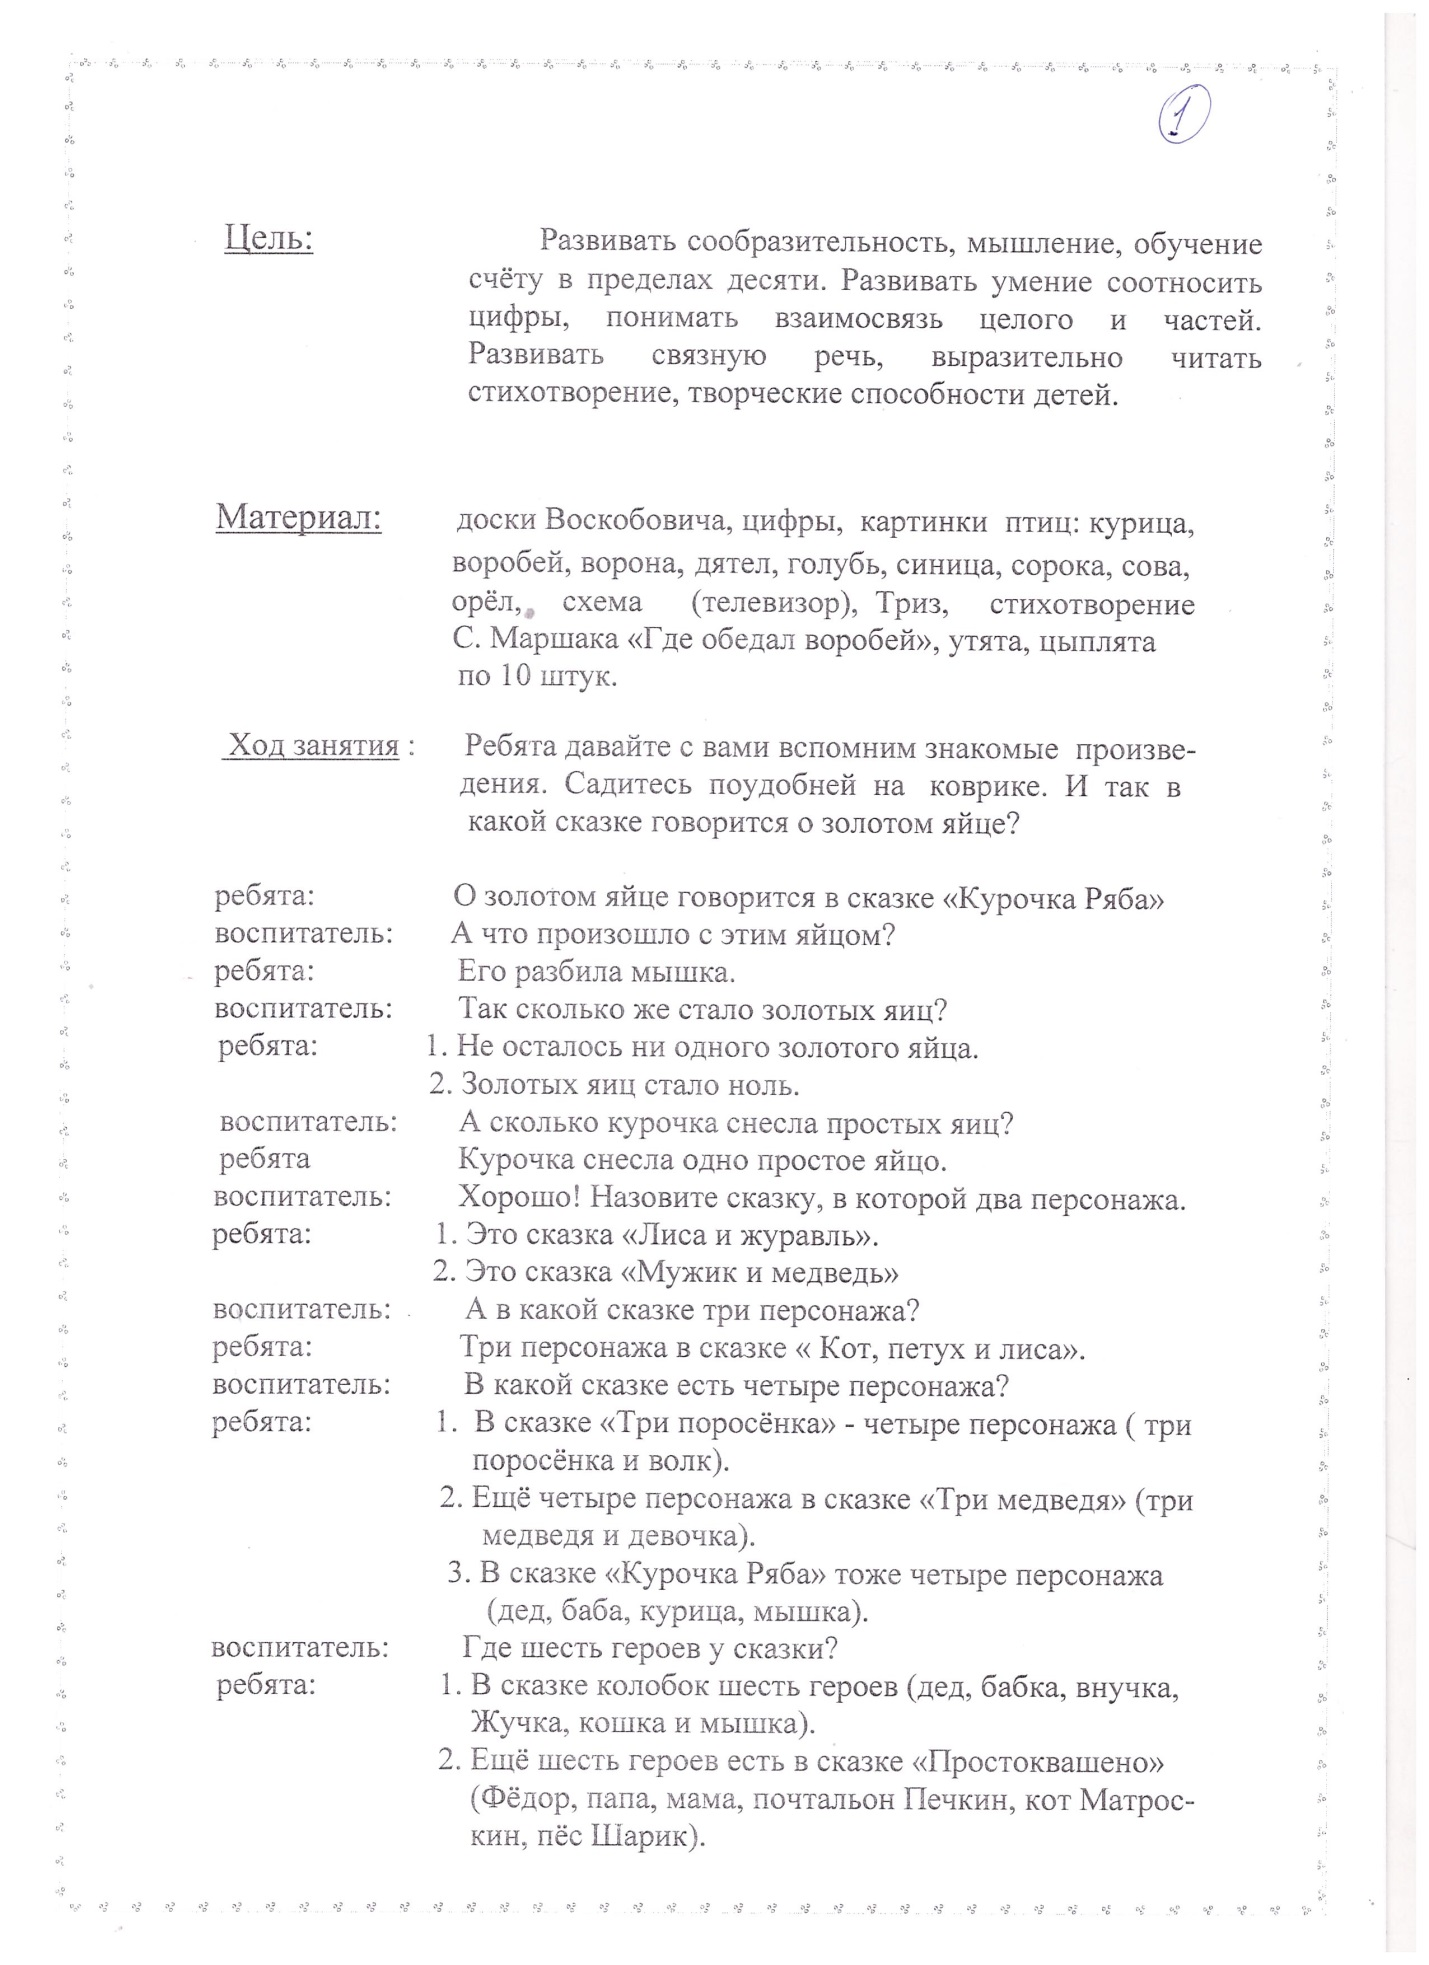 1
Цель: Развивать сообразительность, мышление, обучение
счёту в пределах десяти. Развивать умение соотносить
цифры, понимать взаимосвязь целого и частей.
Развивать связную речь, выразительно читать
стихотворение, творческие способности детей.
Материал: доски Воскобовича, цифры, картинки птиц: курица,
воробей, ворона, дятел, голубь, синица, сорока, сова,
орёл, схема (телевизор), Триз, стихотворение
С. Маршака «Где обедал воробей», утята, цыплята
по 10 штук.
Ход занятия : Ребята давайте с вами вспомним знакомые произве-
дения. Садитесь поудобней на коврике. И так в
какой сказке говорится о золотом яйце?
ребята: О золотом яйце говорится в сказке «Курочка Ряба»
воспитатель: А что произошло с этим яйцом?
ребята: Его разбила мышка.
воспитатель: Так сколько же стало золотых яиц?
ребята: 1. Не осталось ни одного золотого яйца.
2. Золотых яиц стало ноль.
воспитатель: А сколько курочка снесла простых яиц?
ребята Курочка снесла одно простое яйцо.
воспитатель: Хорошо! Назовите сказку, в которой два персонажа.
ребята: 1. Это сказка «Лиса и журавль».
2. Это сказка «Мужик и медведь»
воспитатель: А в какой сказке три персонажа?
ребята: Три персонажа в сказке « Кот, петух и лиса».
воспитатель: В какой сказке есть четыре персонажа?
ребята: 1. В сказке «Три поросёнка» - четыре персонажа ( три
поросёнка и волк).
2. Ещё четыре персонажа в сказке «Три медведя» (три
медведя и девочка).
3. В сказке «Курочка Ряба» тоже четыре персонажа
(дед, баба, курица, мышка).
воспитатель: Где шесть героев у сказки?
ребята: 1. В сказке колобок шесть героев (дед, бабка, внучка,
Жучка, кошка и мышка).
2. Ещё шесть героев есть в сказке «Простоквашено»
(Фёдор, папа, мама, почтальон Печкин, кот Матрос-
кин, пёс Шарик).